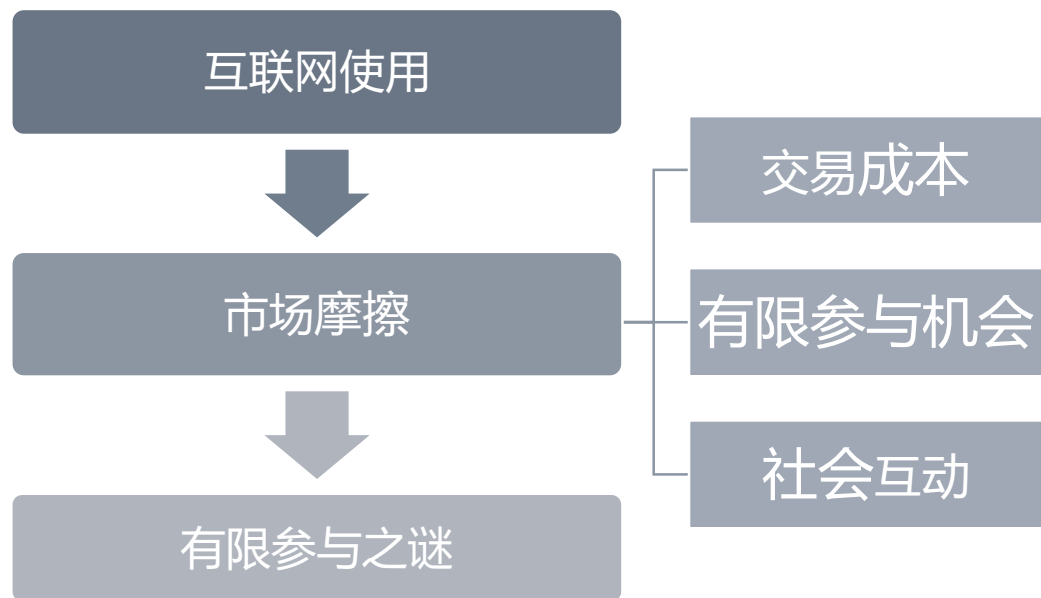 互联网使用
市场摩擦
有限参与之谜
交易成本
有限参与机会
社会互动